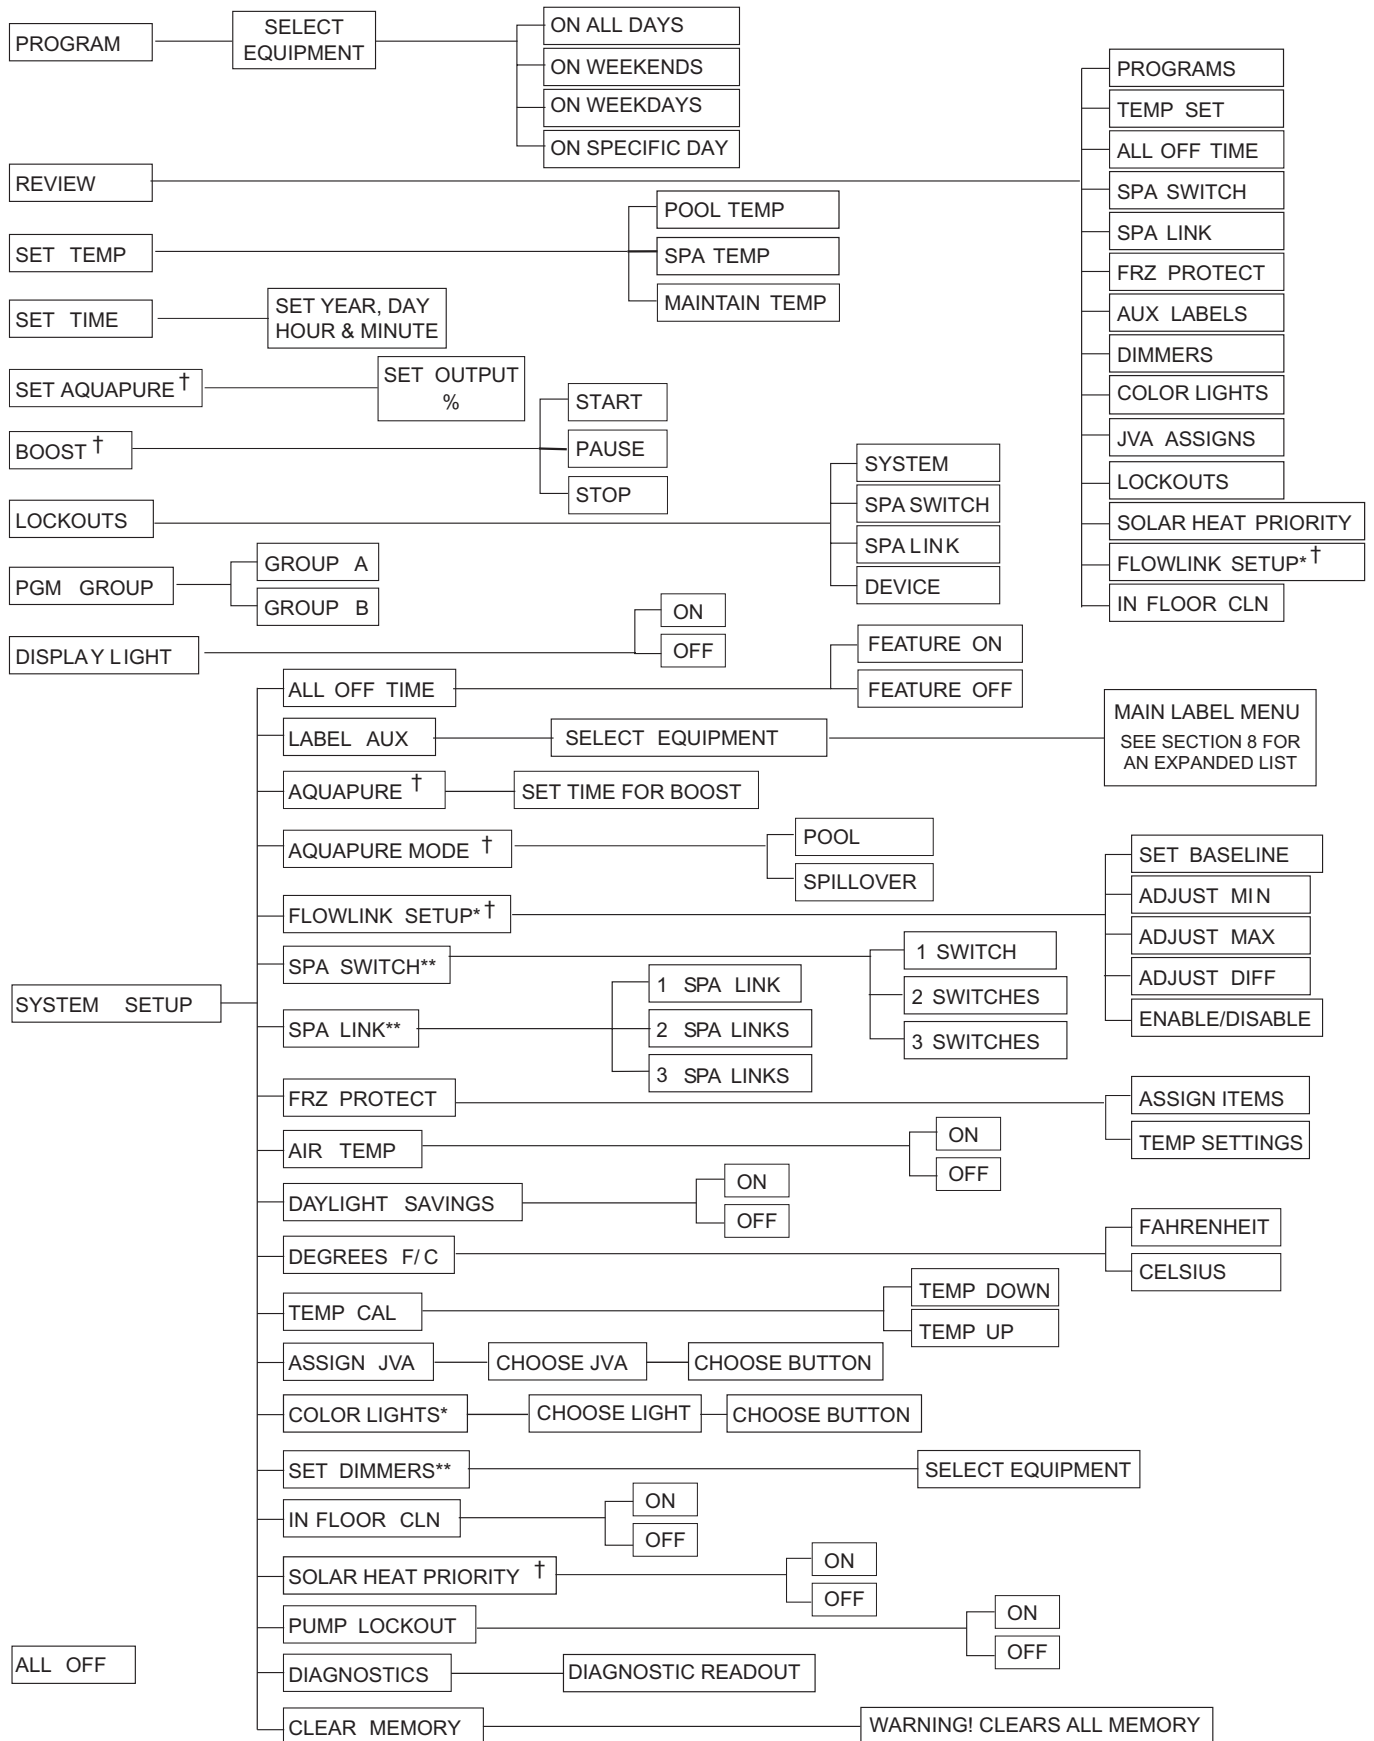 PROGRAM
SELECT
EQUIPMENT
ON ALL DAYS
ON WEEKENDS
ON WEEKDAYS
ON SPECIFIC DAY
REVIEW
PROGRAMS
TEMP SET
ALL OFF TIME
SPA SWITCH
SPA LINK
FRZ PROTECT
AUX LABELS
DIMMERS
COLOR LIGHTS
JVA ASSIGNS
LOCKOUTS
SOLAR HEAT PRIORITY
FLOWLINK SETUP*†
IN FLOOR CLN
SET TEMP
POOL TEMP
SPA TEMP
MAINTAIN TEMP
SET TIME
SET YEAR, DAY
HOUR & MINUTE
SET AQUAPURE†
SET OUTPUT
%
BOOST†
START
PAUSE
STOP
LOCKOUTS
SYSTEM
SPA SWITCH
SPA LINK
DEVICE
PGM GROUP
GROUP A
GROUP B
DISPLAY LIGHT
ON
OFF
SYSTEM SETUP
ALL OFF TIME
FEATURE ON
FEATURE OFF
LABEL AUX
SELECT EQUIPMENT
MAIN LABEL MENU
SEE SECTION 8 FOR
AN EXPANDED LIST
AQUAPURE †
SET TIME FOR BOOST
AQUAPURE MODE †
POOL
SPILLOVER
FLOWLINK SETUP*†
SET BASELINE
ADJUST MIN
ADJUST MAX
ADJUST DIFF
ENABLE/DISABLE
SPA SWITCH**
1 SWITCH
2 SWITCHES
3 SWITCHES
SPA LINK**
1 SPA LINK
2 SPA LINKS
3 SPA LINKS
FRZ PROTECT
ASSIGN ITEMS
TEMP SETTINGS
AIR TEMP
ON
OFF
DAYLIGHT SAVINGS
ON
OFF
DEGREES F/C
FAHRENHEIT
CELSIUS
TEMP CAL
TEMP DOWN
TEMP UP
ASSIGN JVA
CHOOSE JVA
CHOOSE BUTTON
COLOR LIGHTS*
CHOOSE LIGHT
CHOOSE BUTTON
SET DIMMERS**
SELECT EQUIPMENT
IN FLOOR CLN
ON
OFF
SOLAR HEAT PRIORITY †
ON
OFF
PUMP LOCKOUT
ON
OFF
DIAGNOSTICS
DIAGNOSTIC READOUT
CLEAR MEMORY
WARNING! CLEARS ALL MEMORY
ALL OFF